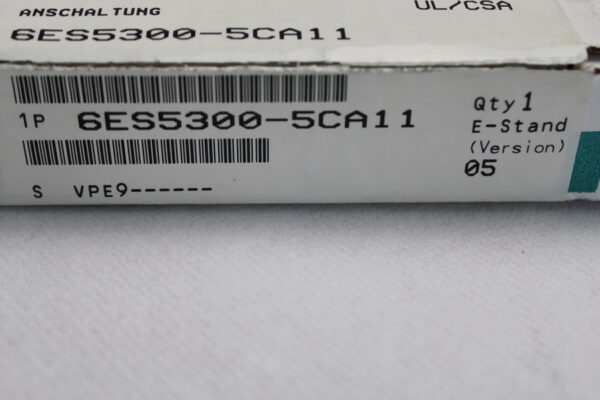 ANSCHALTUNG
UL/CSA
6ES5300-5CA11
1P 6ES5300-5CA11
Qty 1
E-Stand
(Version)
05
S VPE9------